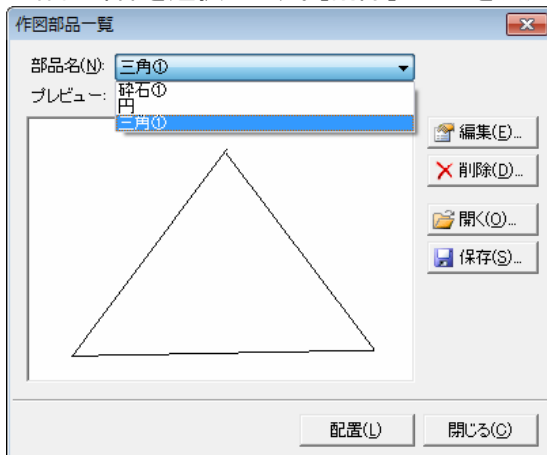 作図部品一覧
部品名(N): 三角①
砕石①
プレビュー: 円
三角①
編集(E)...
削除(D)...
開く(O)...
保存(S)...
配置(L) 閉じる(C)